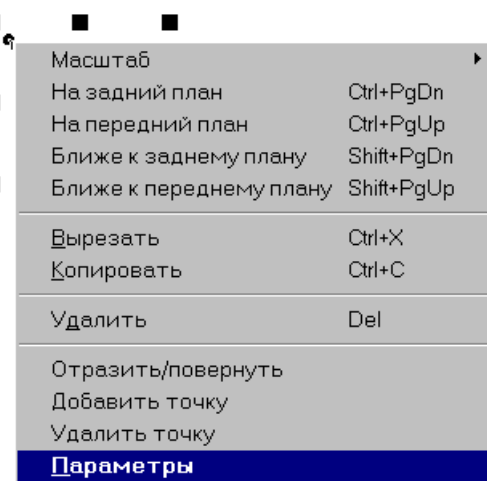 Масштаб
На задний план Ctrl+PgDn
На передний план Ctrl+PgUp
Ближе к заднему плану Shift+PgDn
Ближе к переднему плану Shift+PgUp
Вырезать Ctrl+X
Копировать Ctrl+C
Удалить Del
Отразить/повернуть
Добавить точку
Удалить точку
Параметры